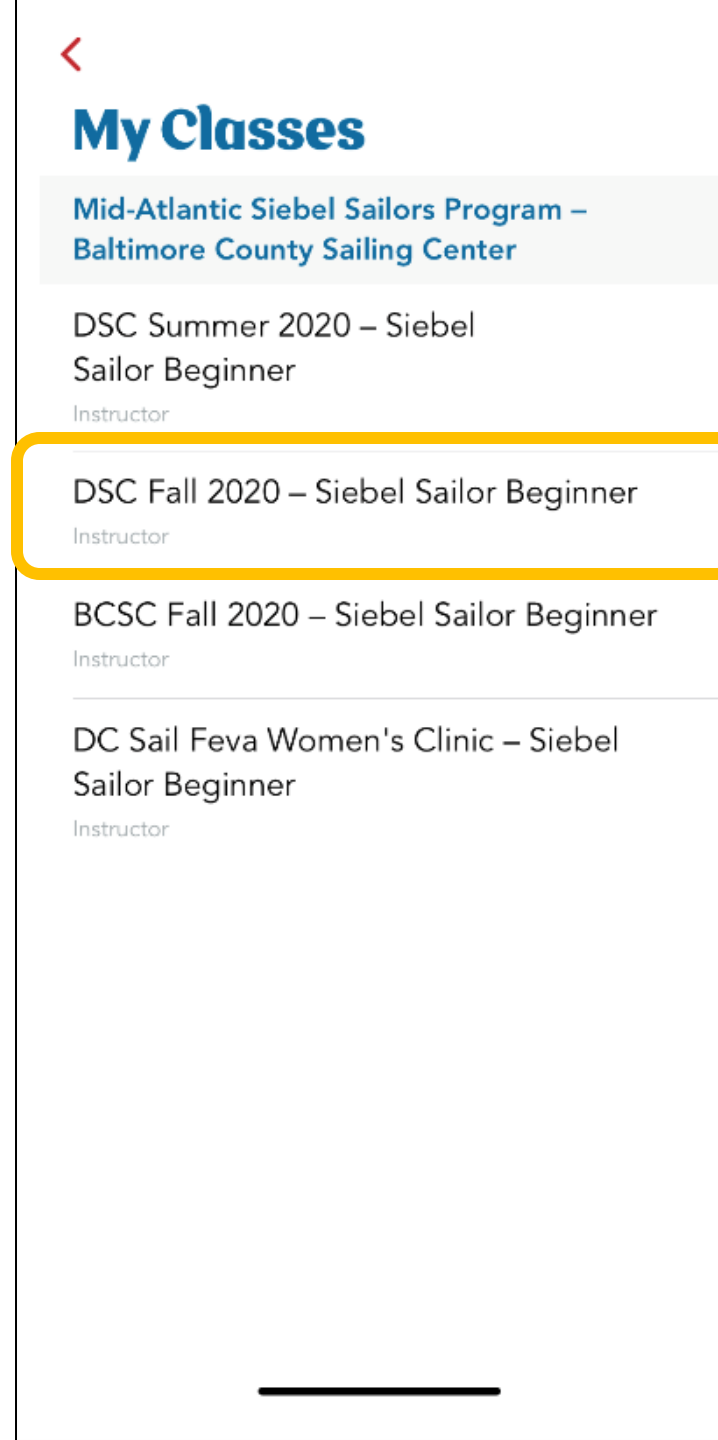 My Classes
Mid-Atlantic Siebel Sailors Program –
Baltimore County Sailing Center
DSC Summer 2020 – Siebel
Sailor Beginner
Instructor
DSC Fall 2020 – Siebel Sailor Beginner
Instructor
BCSC Fall 2020 – Siebel Sailor Beginner
Instructor
DC Sail Feva Women's Clinic – Siebel
Sailor Beginner
Instructor